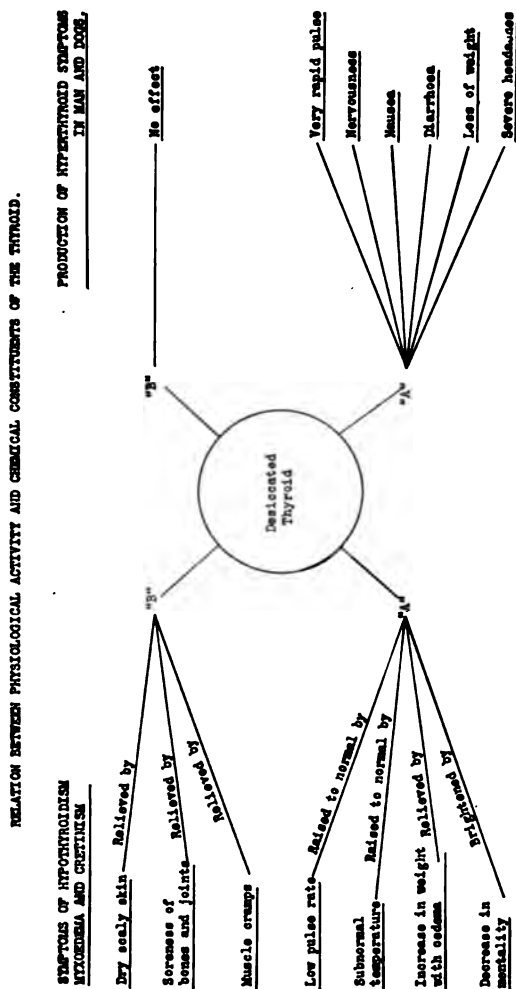 RELATION BETWEEN PHYSIOLOGICAL ACTIVITY AND CHEMICAL CONSTITUENTS OF THE THYROID.
SYMPTOMS OF HYPOTHYROIDISM
MYXOEDEMA AND CRETINISM
PRODUCTION OF HYPERTHYROID SYMPTOMS
IN MAN AND DOGS.
Dry scaly skin
Relieved by
Soreness of
bones and joints
Relieved by
Muscle cramps
Relieved by
"B"
"B"
No effect
Desiccated
Thyroid
Low pulse rate
Raised to normal by
Subnormal
temperature
Raised to normal by
Increase in weight
with oedema
Relieved by
Decrease in
mentality
Brightened by
"A"
"A"
Very rapid pulse
Nervousness
Nausea
Diarrhoea
Loss of weight
Severe headaches